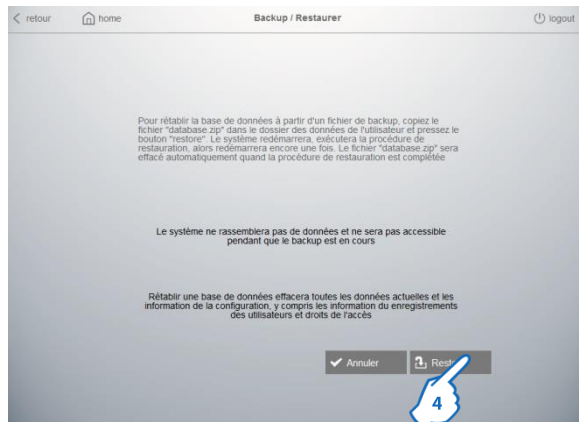 retour home Backup / Restaurer logout
Pour rétablir la base de données à partir d'un fichier de backup, copiez le
fichier "database.zip" dans le dossier des données de l'utilisateur et pressez le
bouton "restore". Le système redémarrera, exécutera la procédure de
restauration, alors redémarrera encore une fois. Le fichier "database.zip" sera
effacé automatiquement quand la procédure de restauration est complétée
Le système ne rassemblera pas de données et ne sera pas accessible
pendant que le backup est en cours
Rétablir une base de données effacera toutes les données actuelles et les
information de la configuration, y compris les information du enregistrements
des utilisateurs et droits de l'accès
Annuler
4